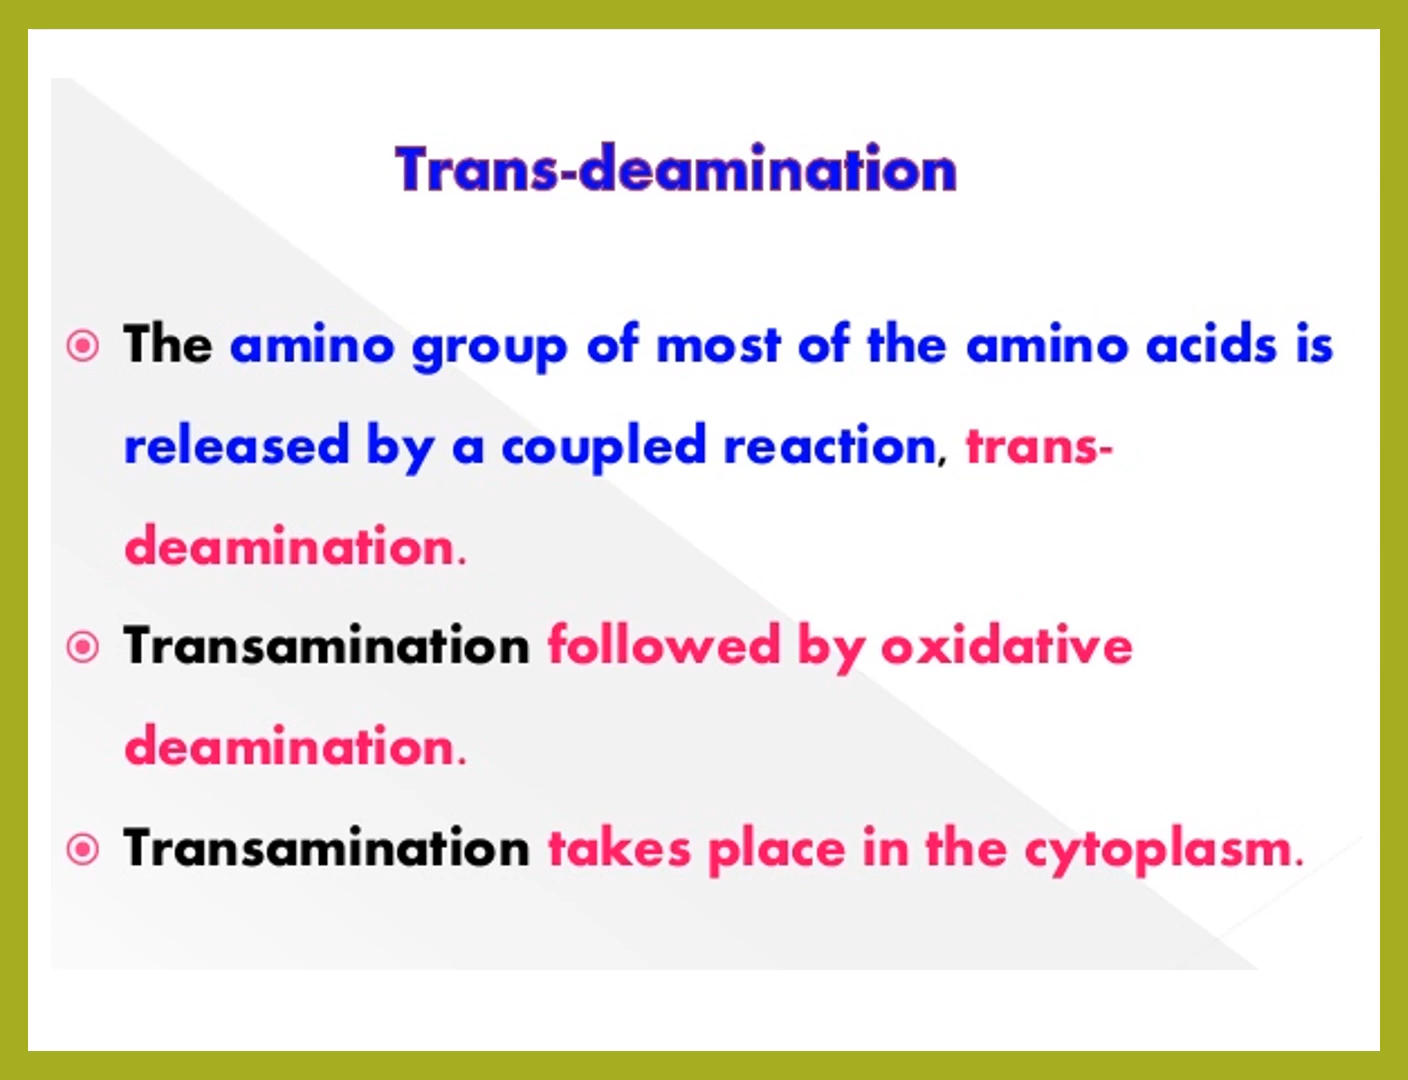 Trans-deamination
The amino group of most of the amino acids is
released by a coupled reaction, trans-
deamination.
Transamination followed by oxidative
deamination.
Transamination takes place in the cytoplasm.